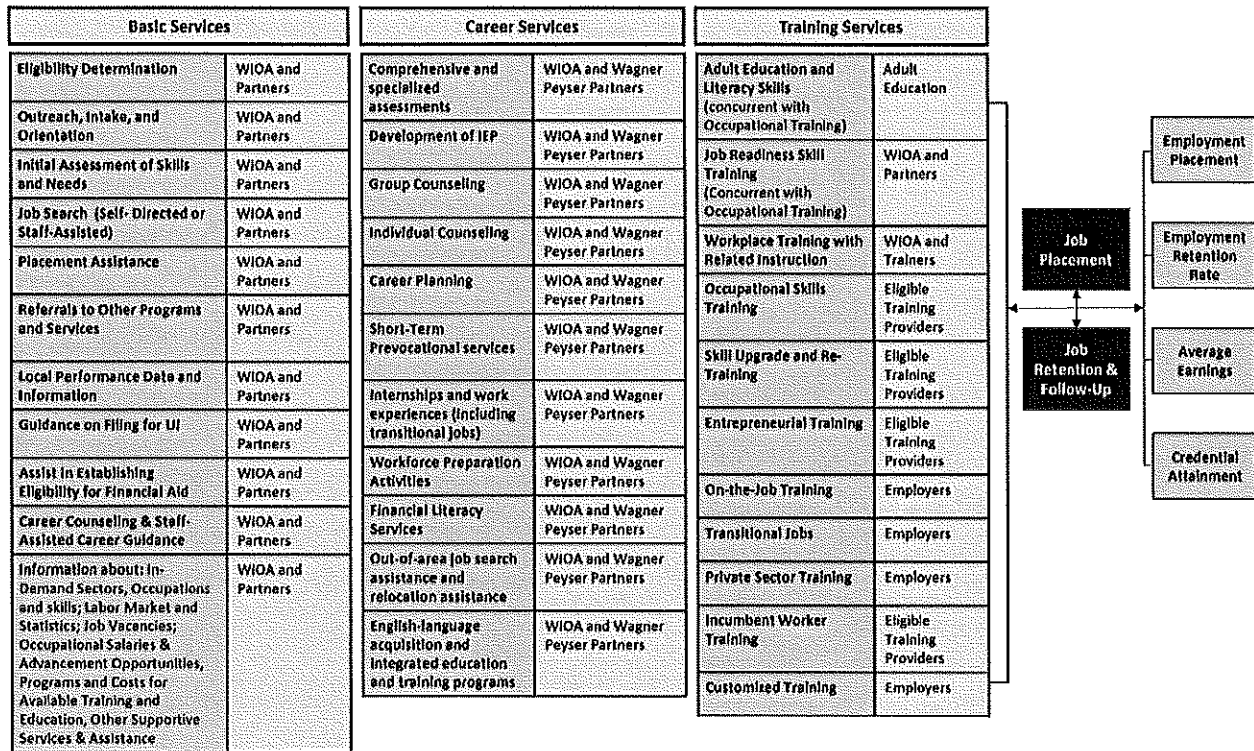 Basic Services
Eligibility Determination
WIOA and
Partners
Outreach, Intake, and
Orientation
WIOA and
Partners
Initial Assessment of Skills
and Needs
WIOA and
Partners
Job Search (Self- Directed or
Staff-Assisted)
WIOA and
Partners
Placement Assistance
WIOA and
Partners
Referrals to Other Programs
and Services
WIOA and
Partners
Local Performance Date and
Information
WIOA and
Partners
Guidance on Filing for UI
WIOA and
Partners
Assist in Establishing
Eligibility for Financial Aid
WIOA and
Partners
Career Counseling & Staff-
Assisted Career Guidance
WIOA and
Partners
Information about: In-
Demand Sectors, Occupations
and skills; Labor Market and
Statistics; Job Vacancies;
Occupational Salaries &
Advancement Opportunities,
Programs and Costs for
Available Training and
Education, Other Supportive
Services & Assistance
WIOA and
Partners
Career Services
Comprehensive and
specialized
assessments
WIOA and Wagner
Peyser Partners
Development of IEP
WIOA and Wagner
Peyser Partners
Group Counseling
WIOA and Wagner
Peyser Partners
Individual Counseling
WIOA and Wagner
Peyser Partners
Career Planning
WIOA and Wagner
Peyser Partners
Short-Term
Prevocational services
WIOA and Wagner
Peyser Partners
Internships and work
experiences (including
transitional jobs)
WIOA and Wagner
Peyser Partners
Workforce Preparation
Activities
WIOA and Wagner
Peyser Partners
Financial Literacy
Services
WIOA and Wagner
Peyser Partners
Out-of-area job search
assistance and
relocation assistance
WIOA and Wagner
Peyser Partners
English-language
acquisition and
integrated education
and training programs
WIOA and Wagner
Peyser Partners
Training Services
Adult Education and
Literacy Skills
(concurrent with
Occupational Training)
Adult
Education
Job Readiness Skill
Training
(Concurrent with
Occupational Training)
WIOA and
Partners
Workplace Training with
Related Instruction
WIOA and
Trainers
Occupational Skills
Training
Eligible
Training
Providers
Skill Upgrade and Re-
Training
Eligible
Training
Providers
Entrepreneurial Training
Eligible
Training
Providers
On-the-Job Training
Employers
Transitional Jobs
Employers
Private Sector Training
Employers
Incumbent Worker
Training
Eligible
Training
Providers
Customized Training
Employers
Job
Placement
Job
Retention &
Follow-Up
Employment
Placement
Employment
Retention
Rate
Average
Earnings
Credential
Attainment